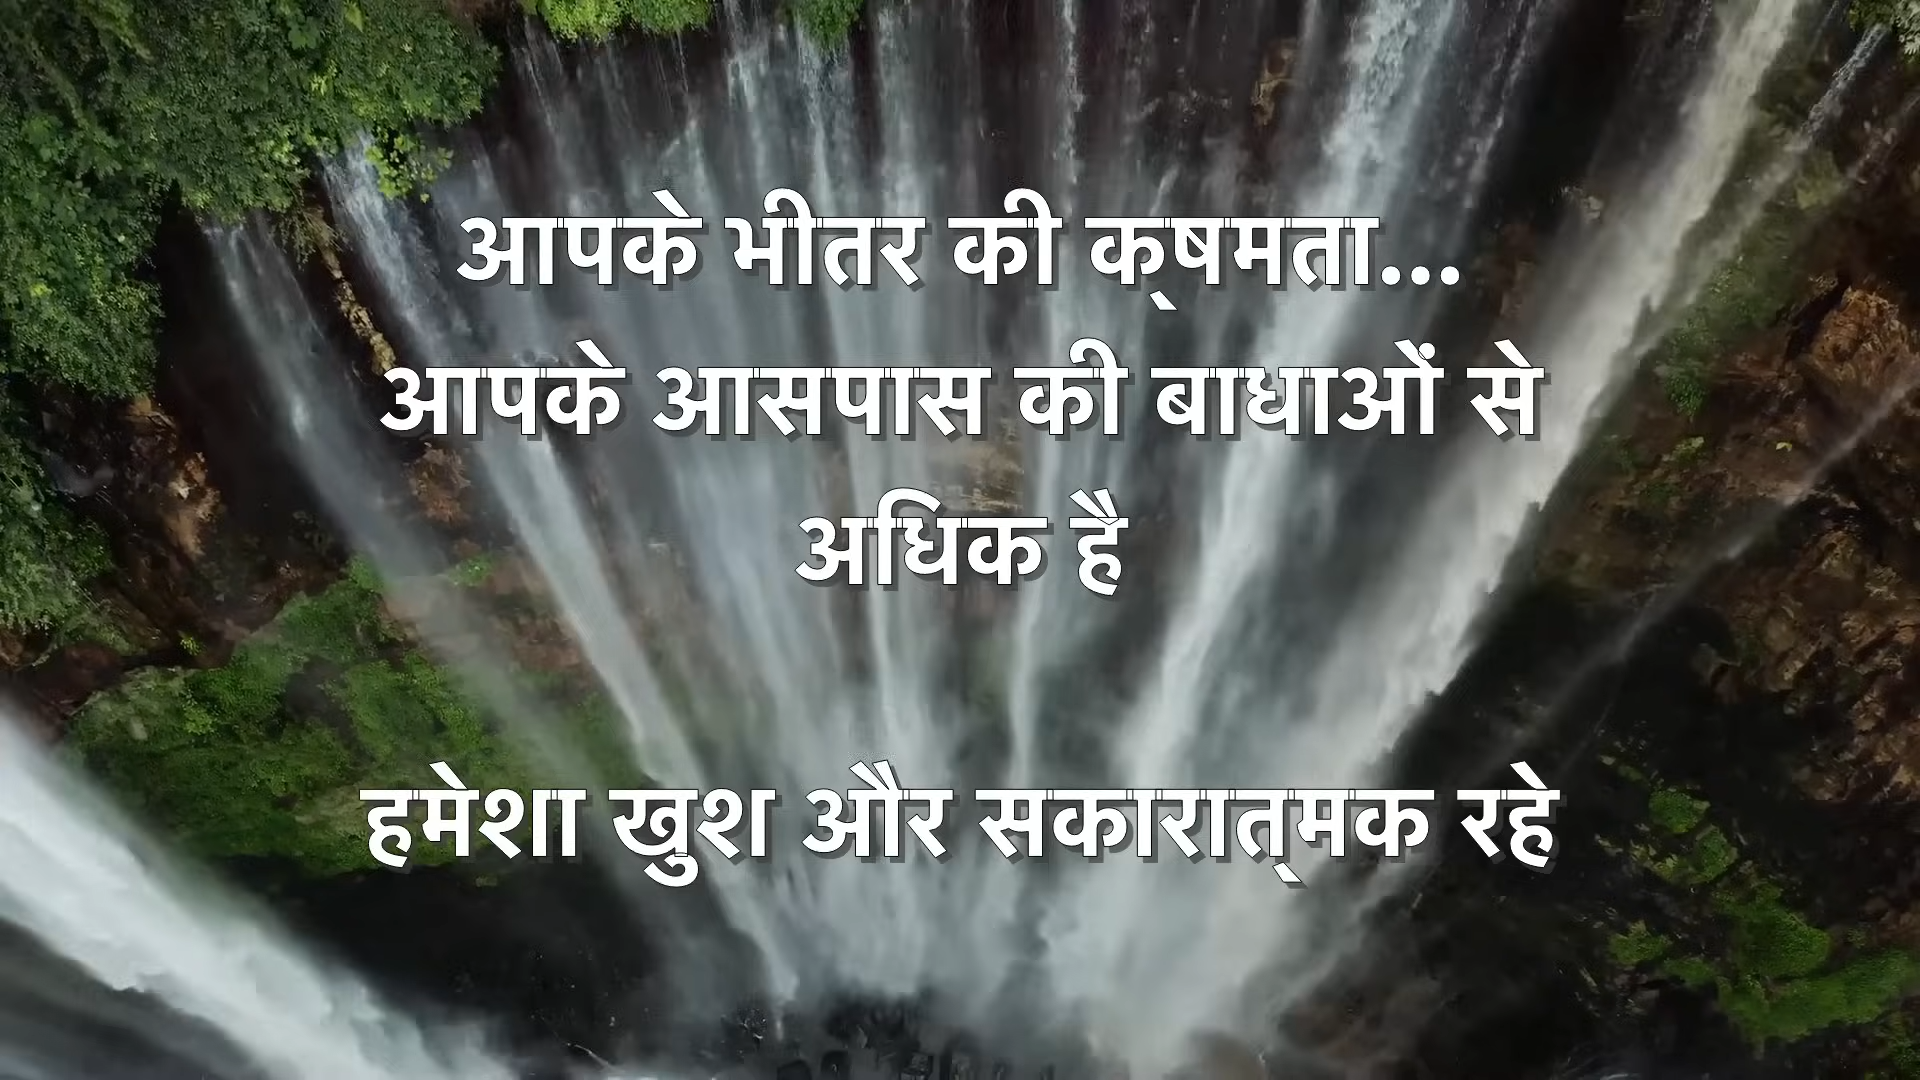 आपके भीतर की क्षमता...
आपके आसपास की बाधाओं से
अधिक है
हमेशा खुश और सकारात्मक रहे